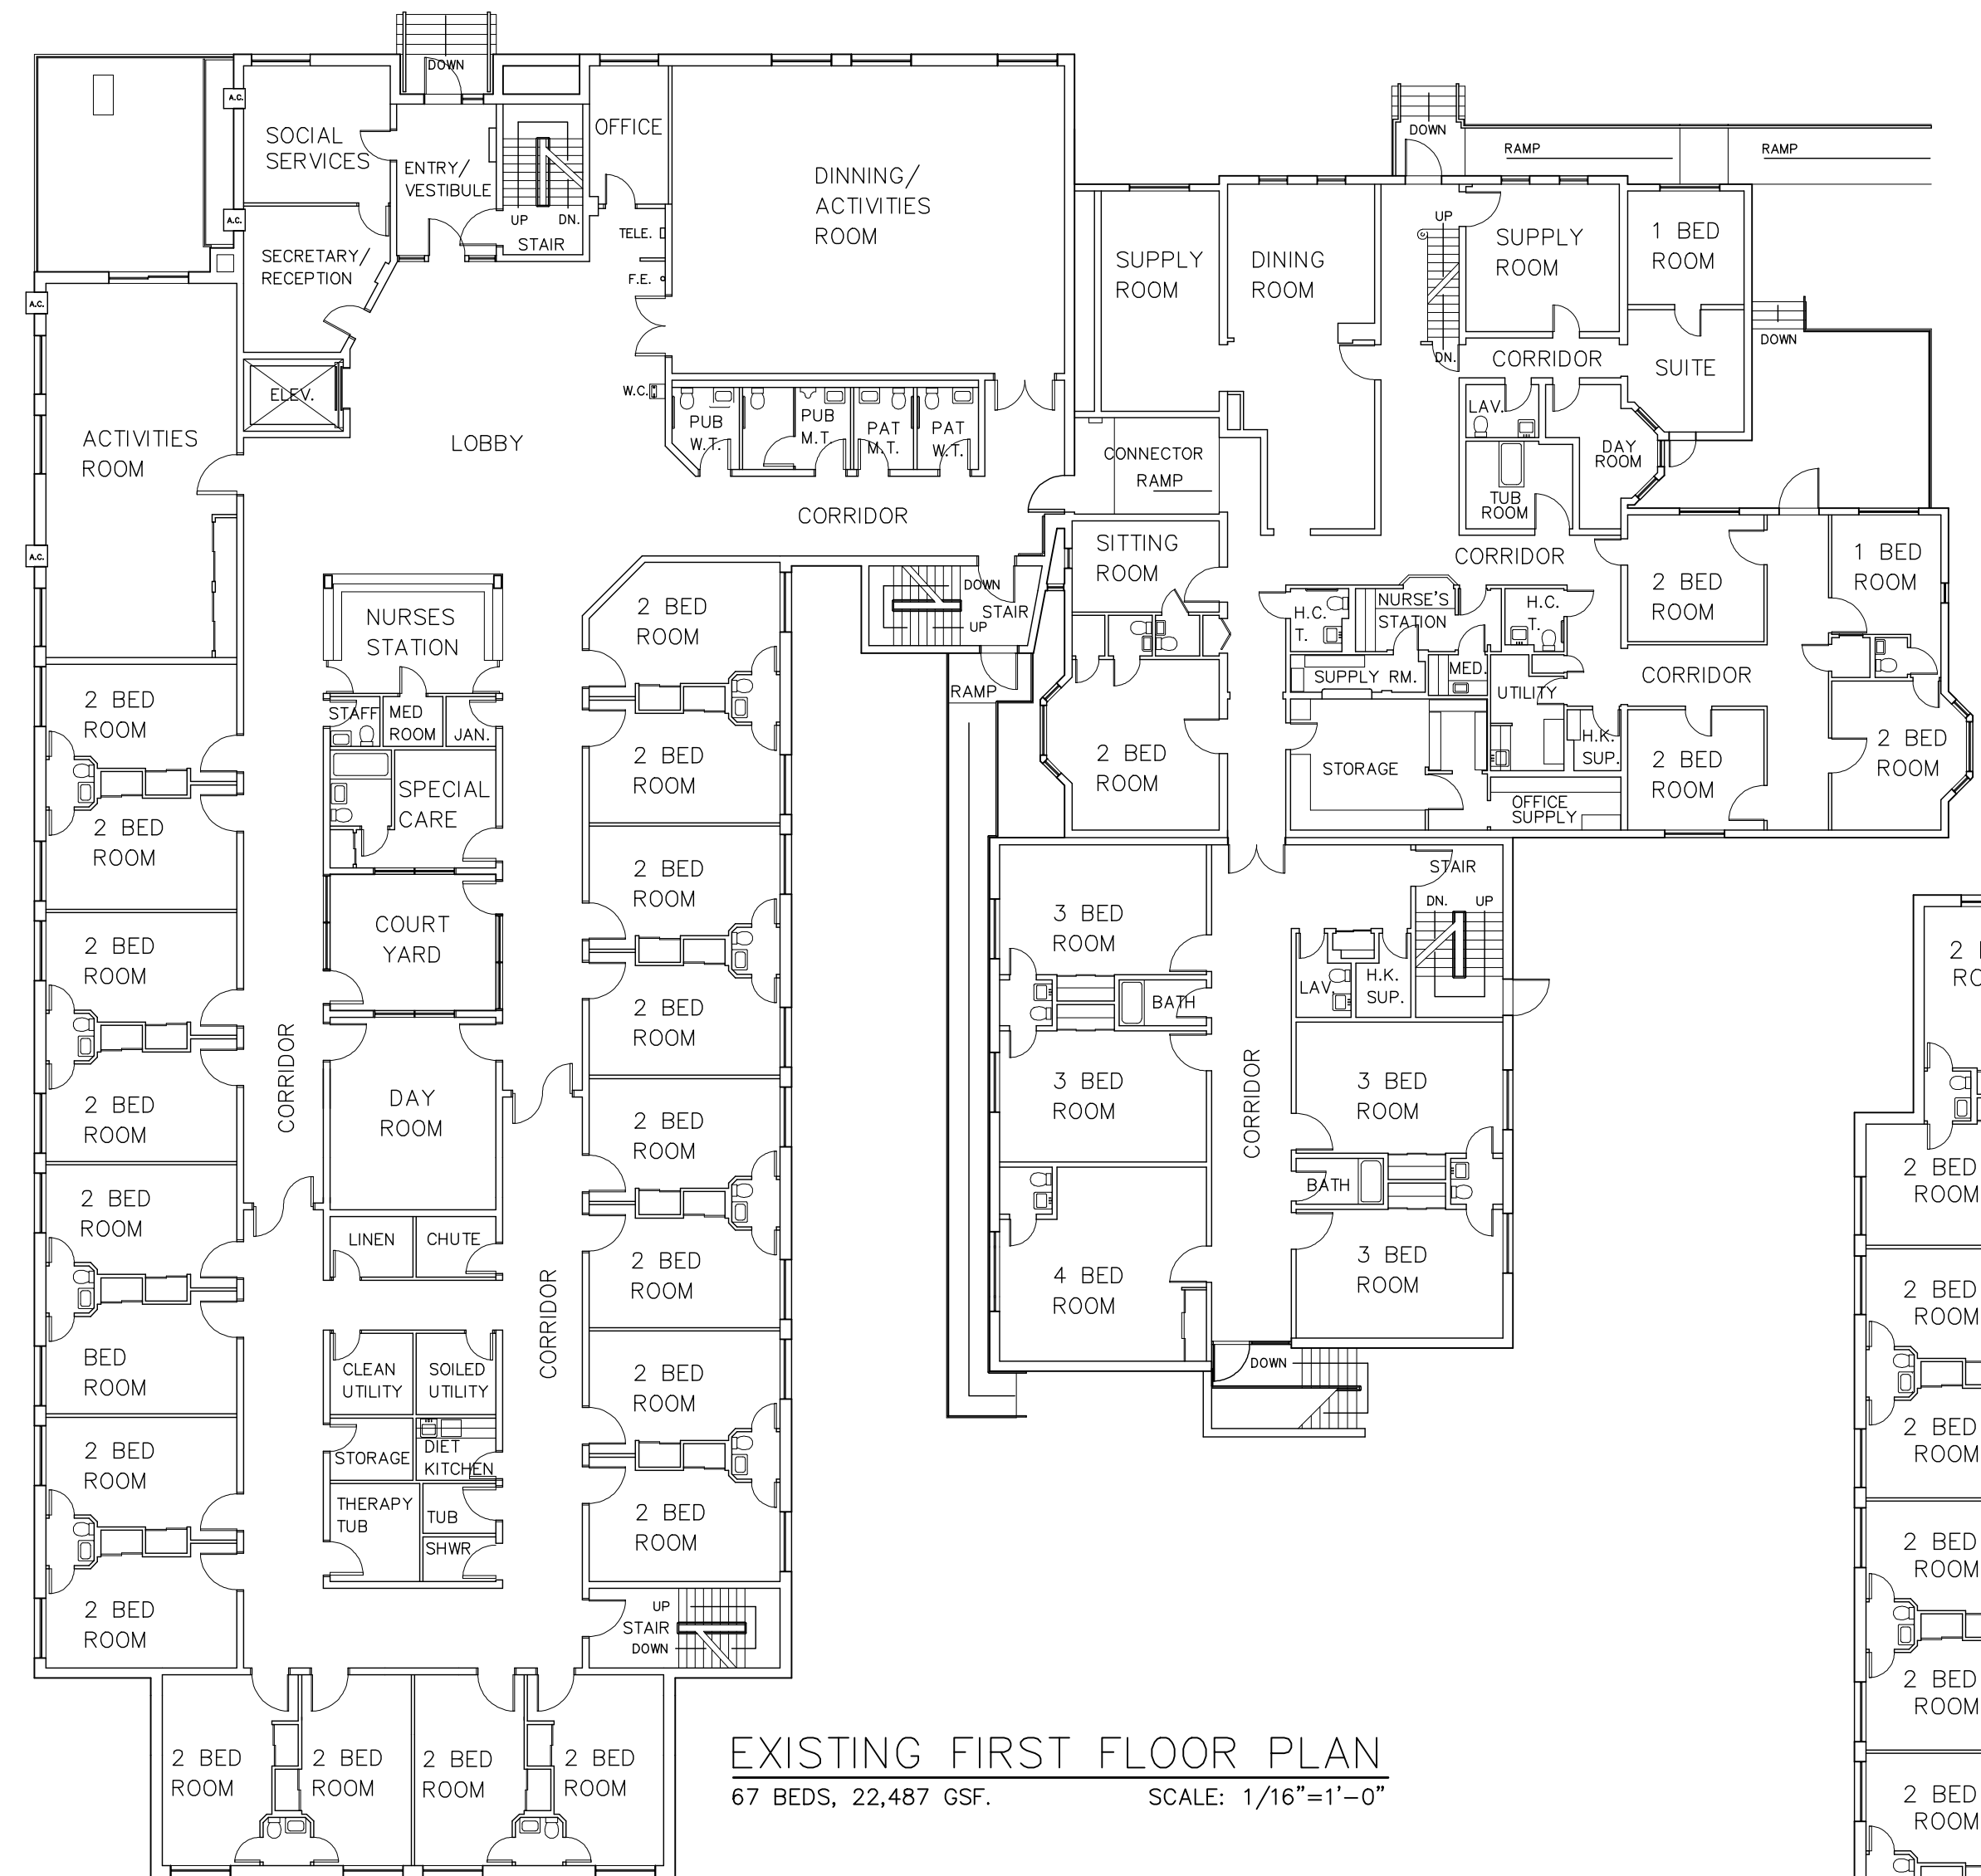 DOWN
A.C.
SOCIAL
SERVICES
ENTRY/
VESTIBULE
UP
DN.
STAIR
OFFICE
TELE.
F.E.
A.C.
SECRETARY/
RECEPTION
DINNING/
ACTIVITIES
ROOM
DOWN
RAMP
RAMP
SUPPLY
ROOM
DINING
ROOM
UP
DN.
SUPPLY
ROOM
1 BED
ROOM
DOWN
CORRIDOR
SUITE
A.C.
ELEV.
W.C.
ACTIVITIES
ROOM
LOBBY
PUB
W.T.
PUB
M.T.
PAT
M.T.
PAT
W.T.
LAV.
DAY
ROOM
CONNECTOR
RAMP
TUB
ROOM
A.C.
CORRIDOR
SITTING
ROOM
CORRIDOR
2 BED
ROOM
1 BED
ROOM
DOWN
STAIR
UP
NURSES
STATION
2 BED
ROOM
H.C.
T.
NURSE'S
STATION
H.C.
T.
SUPPLY RM.
MED.
UTILITY
CORRIDOR
RAMP
2 BED
ROOM
STAFF
MED
ROOM
JAN.
2 BED
ROOM
2 BED
ROOM
STORAGE
H.K.
SUP.
2 BED
ROOM
2 BED
ROOM
OFFICE
SUPPLY
SPECIAL
CARE
2 BED
ROOM
2 BED
ROOM
STAIR
DN.
UP
3 BED
ROOM
COURT
YARD
2 BED
ROOM
LAV.
H.K.
SUP.
BATH
2 BED
ROOM
CORRIDOR
CORRIDOR
3 BED
ROOM
3 BED
ROOM
2 BED
ROOM
DAY
ROOM
2 BED
ROOM
2 BED
ROOM
2 BED
ROOM
BATH
LINEN
CHUTE
2 BED
ROOM
4 BED
ROOM
3 BED
ROOM
2 BED
ROOM
CORRIDOR
BED
ROOM
CLEAN
UTILITY
SOILED
UTILITY
2 BED
ROOM
DOWN
2 BED
ROOM
2 BED
ROOM
STORAGE
DIET
KITCHEN
THERAPY
TUB
TUB
SHWR
2 BED
ROOM
2 BED
ROOM
2 BED
ROOM
UP
STAIR
DOWN
2 BED
ROOM
2 BED
ROOM
2 BED
ROOM
2 BED
ROOM
2 BED
ROOM
2 BED
ROOM
EXISTING FIRST FLOOR PLAN
67 BEDS, 22,487 GSF.
SCALE: 1/16"=1'-0"